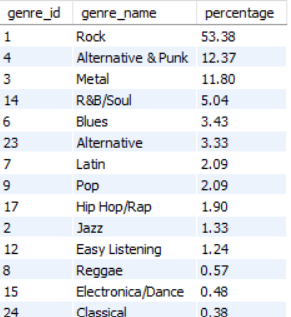 genre_id genre_name percentage
1 Rock 53.38
4 Alternative & Punk 12.37
3 Metal 11.80
14 R&B/Soul 5.04
6 Blues 3.43
23 Alternative 3.33
7 Latin 2.09
9 Pop 2.09
17 Hip Hop/Rap 1.90
2 Jazz 1.33
12 Easy Listening 1.24
8 Reggae 0.57
15 Electronica/Dance 0.48
24 Classical 0.38